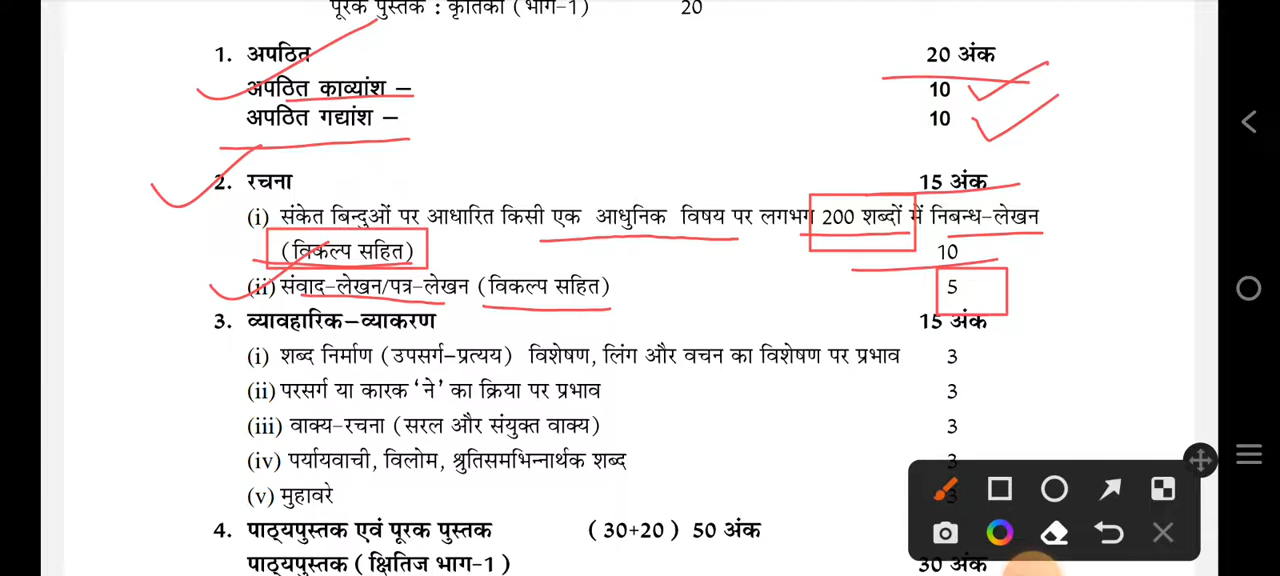 पूरक पुस्तक : कृतिका (भाग-1) 20
1. अपठित 20 अंक
अपठित काव्यांश – 10
अपठित गद्यांश – 10
2. रचना 15 अंक
(i) संकेत बिन्दुओं पर आधारित किसी एक आधुनिक विषय पर लगभग 200 शब्दों में निबन्ध-लेखन
(विकल्प सहित) 10
(ii) संवाद-लेखन/पत्र-लेखन (विकल्प सहित) 5
3. व्यावहारिक-व्याकरण 15 अंक
(i) शब्द निर्माण (उपसर्ग-प्रत्यय) विशेषण, लिंग और वचन का विशेषण पर प्रभाव 3
(ii) परसर्ग या कारक ‘ने’ का क्रिया पर प्रभाव 3
(iii) वाक्य-रचना (सरल और संयुक्त वाक्य) 3
(iv) पर्यायवाची, विलोम, श्रुतिसमभिन्नार्थक शब्द 3
(v) मुहावरे 3
4. पाठ्यपुस्तक एवं पूरक पुस्तक (30+20) 50 अंक
पाठ्यपुस्तक (क्षितिज भाग-1) 30 अंक